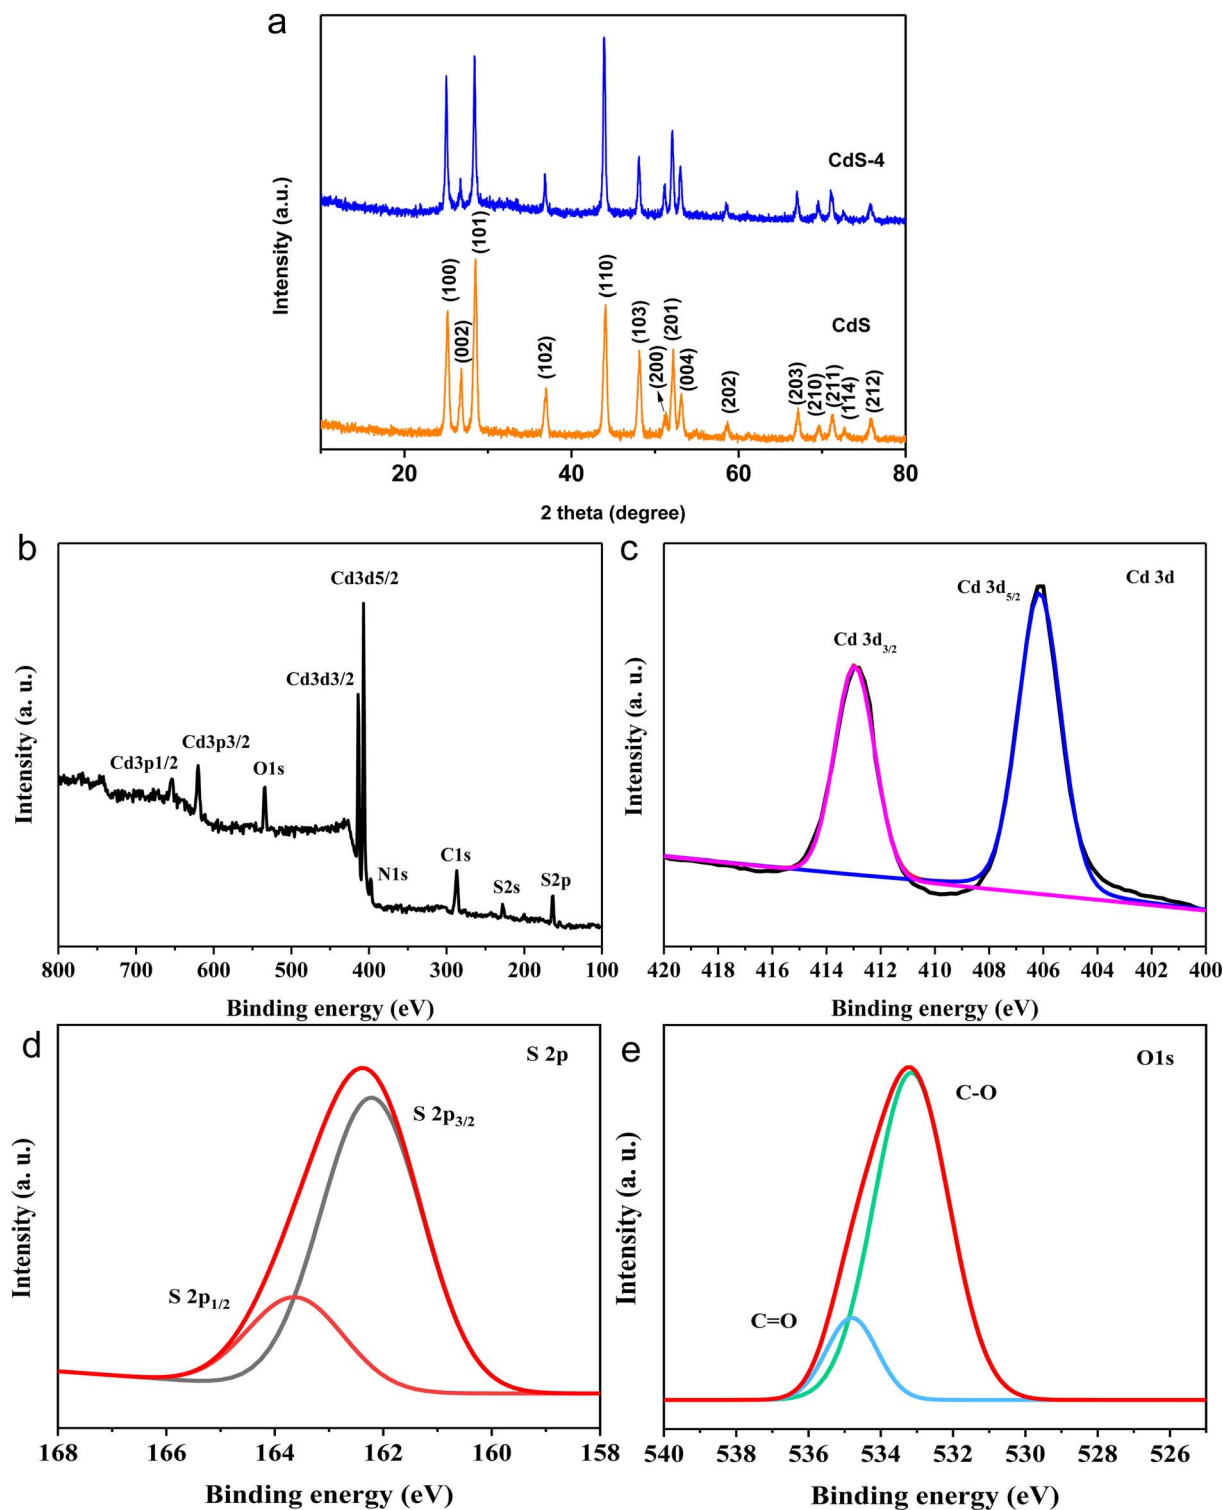 a
Intensity (a.u.)
CdS-4
CdS
(100)
(002)
(101)
(102)
(110)
(103)
(200)
(201)
(004)
(202)
(203)
(210)
(211)
(114)
(212)
20 40 60 80
2 theta (degree)
b
Intensity (a. u.)
Cd3p1/2
Cd3p3/2
O1s
Cd3d3/2
Cd3d5/2
N1s
C1s
S2s
S2p
800 700 600 500 400 300 200 100
Binding energy (eV)
c
Intensity (a. u.)
Cd 3d
Cd 3d3/2
Cd 3d5/2
420 418 416 414 412 410 408 406 404 402 400
Binding energy (eV)
d
Intensity (a. u.)
S 2p
S 2p3/2
S 2p1/2
168 166 164 162 160 158
Binding energy (eV)
e
Intensity (a. u.)
O1s
C-O
C=O
540 538 536 534 532 530 528 526
Binding energy (eV)